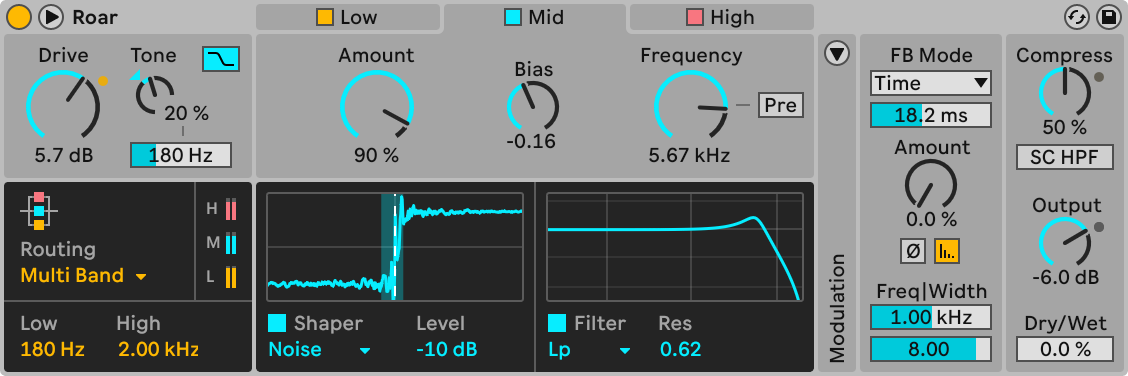 Roar
Low
Mid
High
Drive
5.7 dB
Tone
20 %
180 Hz
Amount
90 %
Bias
-0.16
Frequency
5.67 kHz
Pre
Routing
Multi Band
H
M
L
Low
180 Hz
High
2.00 kHz
Shaper
Noise
Level
-10 dB
Filter
Lp
Res
0.62
Modulation
FB Mode
Time
18.2 ms
Amount
0.0 %
Ø
Freq|Width
1.00 kHz
8.00
Compress
50 %
SC HPF
Output
-6.0 dB
Dry/Wet
0.0 %